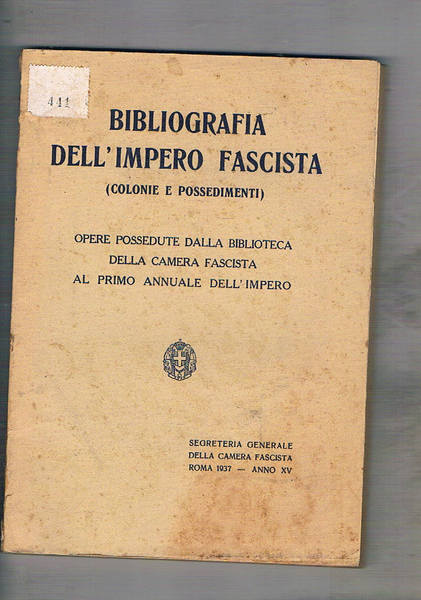 441
BIBLIOGRAFIA
DELL'IMPERO FASCISTA
(COLONIE E POSSEDIMENTI)
OPERE POSSEDUTE DALLA BIBLIOTECA
DELLA CAMERA FASCISTA
AL PRIMO ANNUALE DELL'IMPERO
SEGRETERIA GENERALE
DELLA CAMERA FASCISTA
ROMA 1937 — ANNO XV